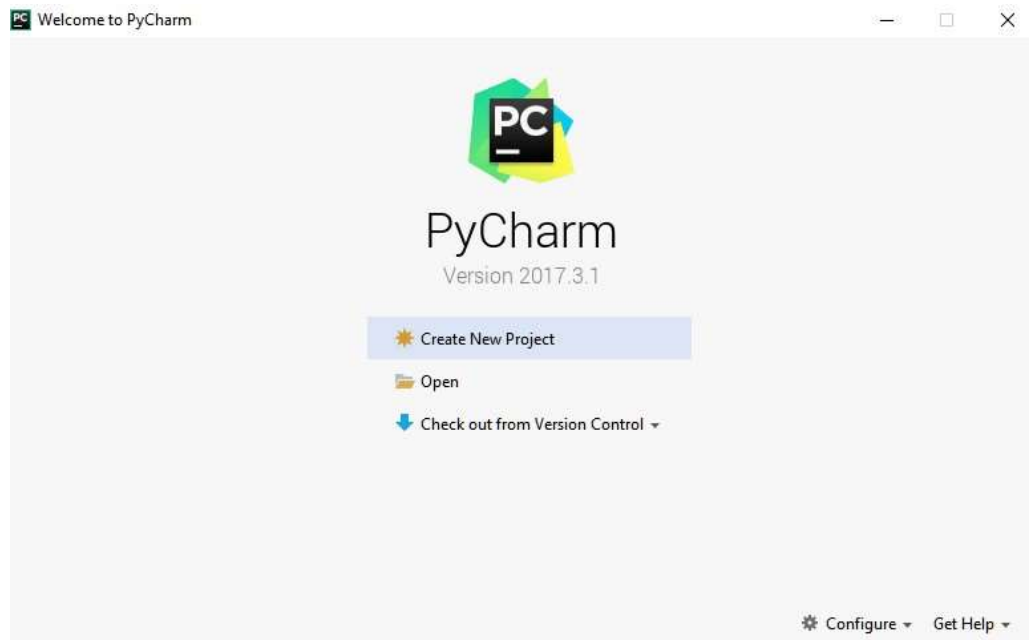 PC Welcome to PyCharm
PC
PyCharm
Version 2017.3.1
Create New Project
Open
Check out from Version Control
Configure Get Help